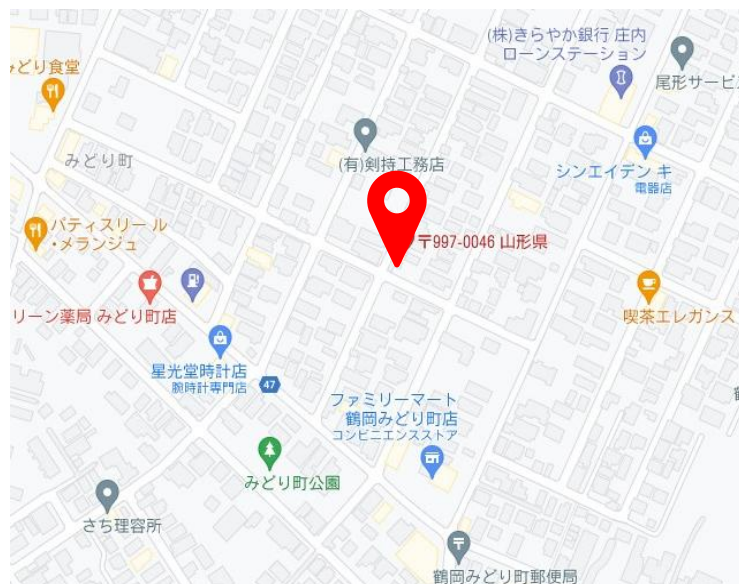 (株)きらやか銀行 庄内
ローンステーション
みどり食堂
尾形サービ
みどり町
(有)剣持工務店
シンエイデン キ
電器店
パティスリー ル
・メランジュ
〒997-0046 山形県
リーン薬局 みどり町店
喫茶エレガンス
星光堂時計店
腕時計専門店
47
ファミリーマート
鶴岡みどり町店
コンビニエンスストア
みどり町公園
さち理容所
鶴岡みどり町郵便局